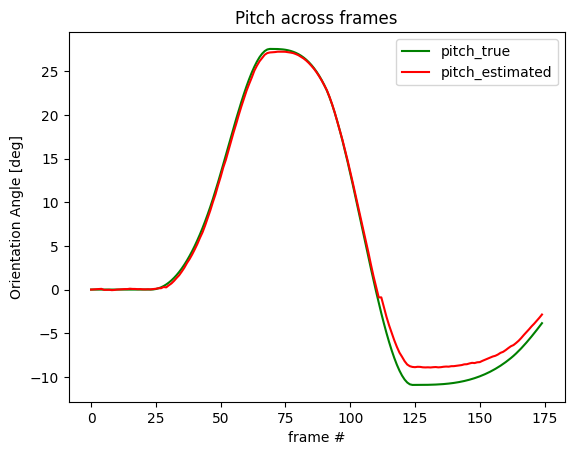 Pitch across frames
pitch_true
pitch_estimated
Orientation Angle [deg]
25
20
15
10
5
0
−5
−10
0 25 50 75 100 125 150 175
frame #